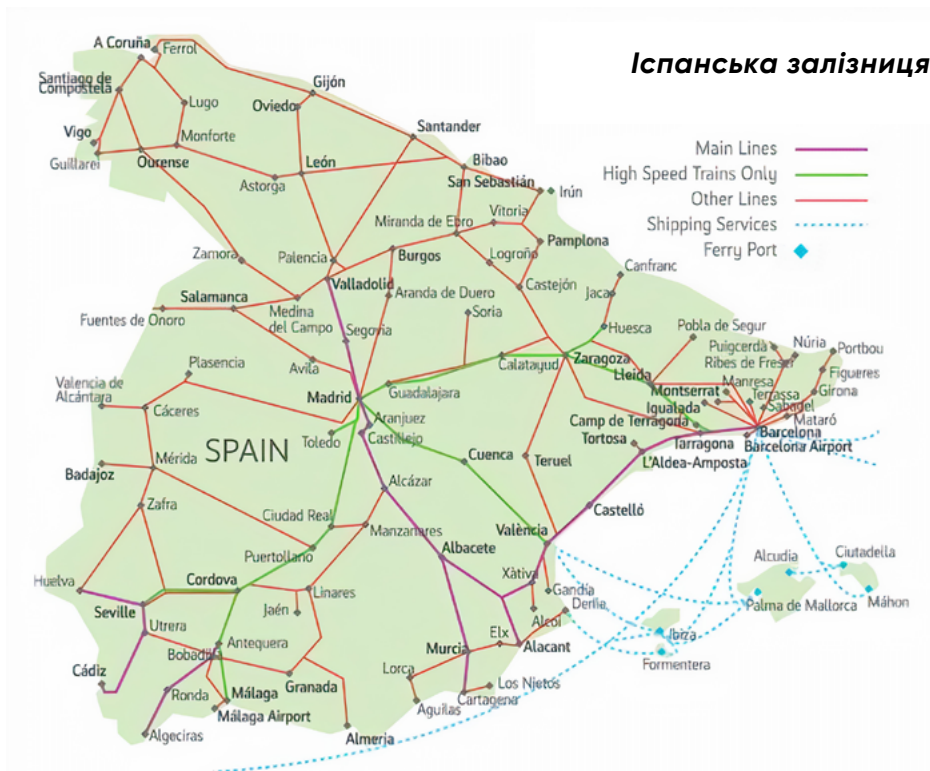 Іспанська залізниця
Main Lines
High Speed Trains Only
Other Lines
Shipping Services
Ferry Port
A Coruña
Ferrol
Santiago de
Compostela
Lugo
Gijón
Oviedo
Santander
Vigo
Monforte
Guillarei
Ourense
Astorga
León
Bibao
San Sebastián
Irún
Vitoria
Miranda de Ebro
Pamplona
Zamora
Palencia
Burgos
Logroño
Canfranc
Valladolid
Castejón
Jaca
Salamanca
Aranda de Duero
Fuentes de Onoro
Medina
del Campo
Soria
Huesca
Pobla de Segur
Segovia
Puigcerdá
Núria
Portbou
Avila
Ribes de Freser
Plasencia
Calatayud
Zaragoza
Figueres
Lleida
Manresa
Valencia de
Alcántara
Guadalajara
Montserrat
Terrassa
Girona
Madrid
Igualada
Sabadel
Cáceres
Aranjuez
Camp de Terragona
Mataró
Toledo
Castillejo
Tortosa
Tarragona
Barcelona
Barcelona Airport
SPAIN
Cuenca
Teruel
L'Aldea-Amposta
Mérida
Badajoz
Alcázar
Zafra
Ciudad Real
Castelló
Manzanares
València
Puertollano
Albacete
Alcudia
Ciutadella
Huelva
Cordova
Xàtiva
Linares
Gandía
Seville
Jaén
Alcoi
Palma de Mallorca
Máhon
Utrera
Antequera
Elx
Ibiza
Bobadilla
Murcia
Alacant
Cádiz
Formentera
Lorca
Ronda
Málaga
Granada
Los Njetos
Málaga Airport
Aguilas
Cartagena
Algeciras
Almeria